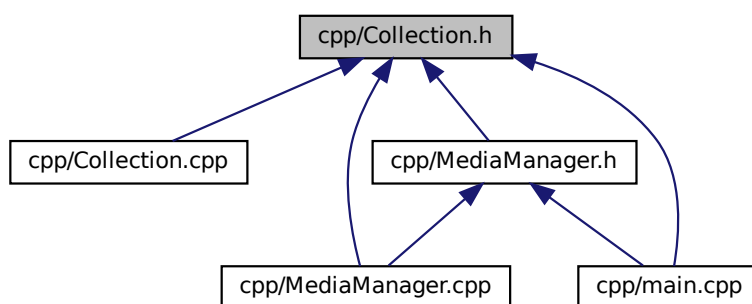 cpp/Collection.h
cpp/Collection.cpp
cpp/MediaManager.h
cpp/MediaManager.cpp
cpp/main.cpp